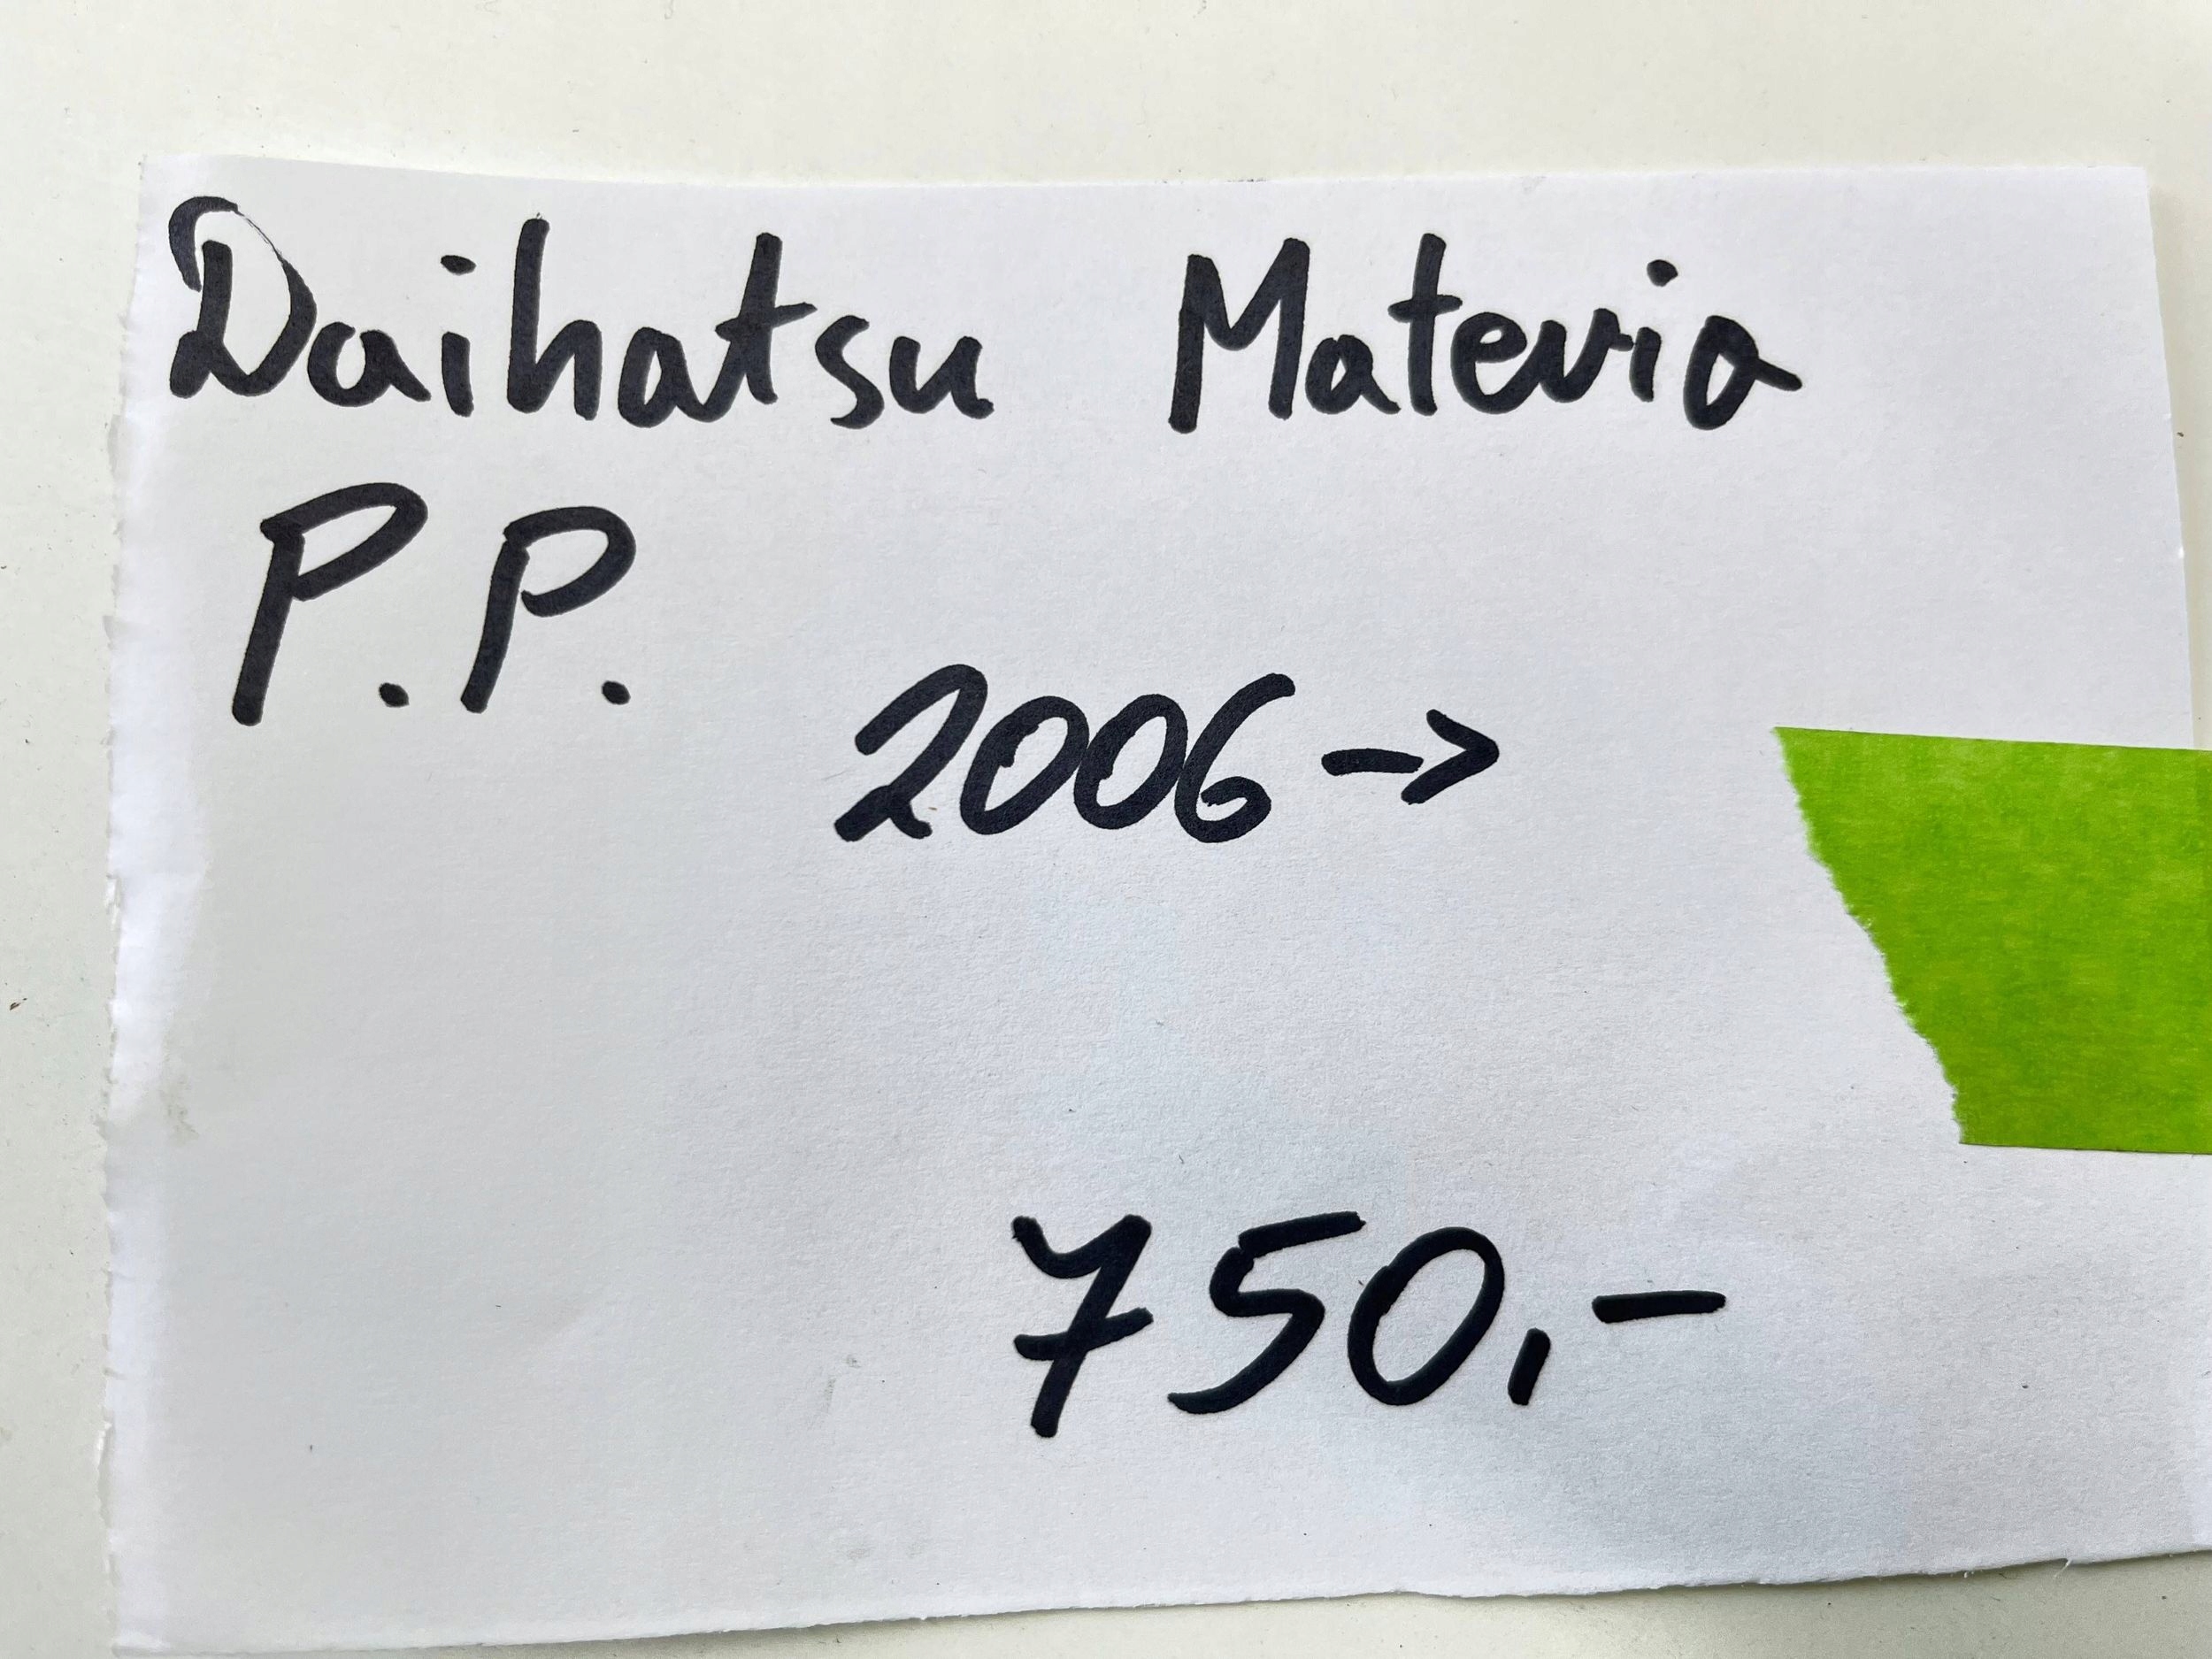 Daihatsu Materia
P.P.
2006->
750,-